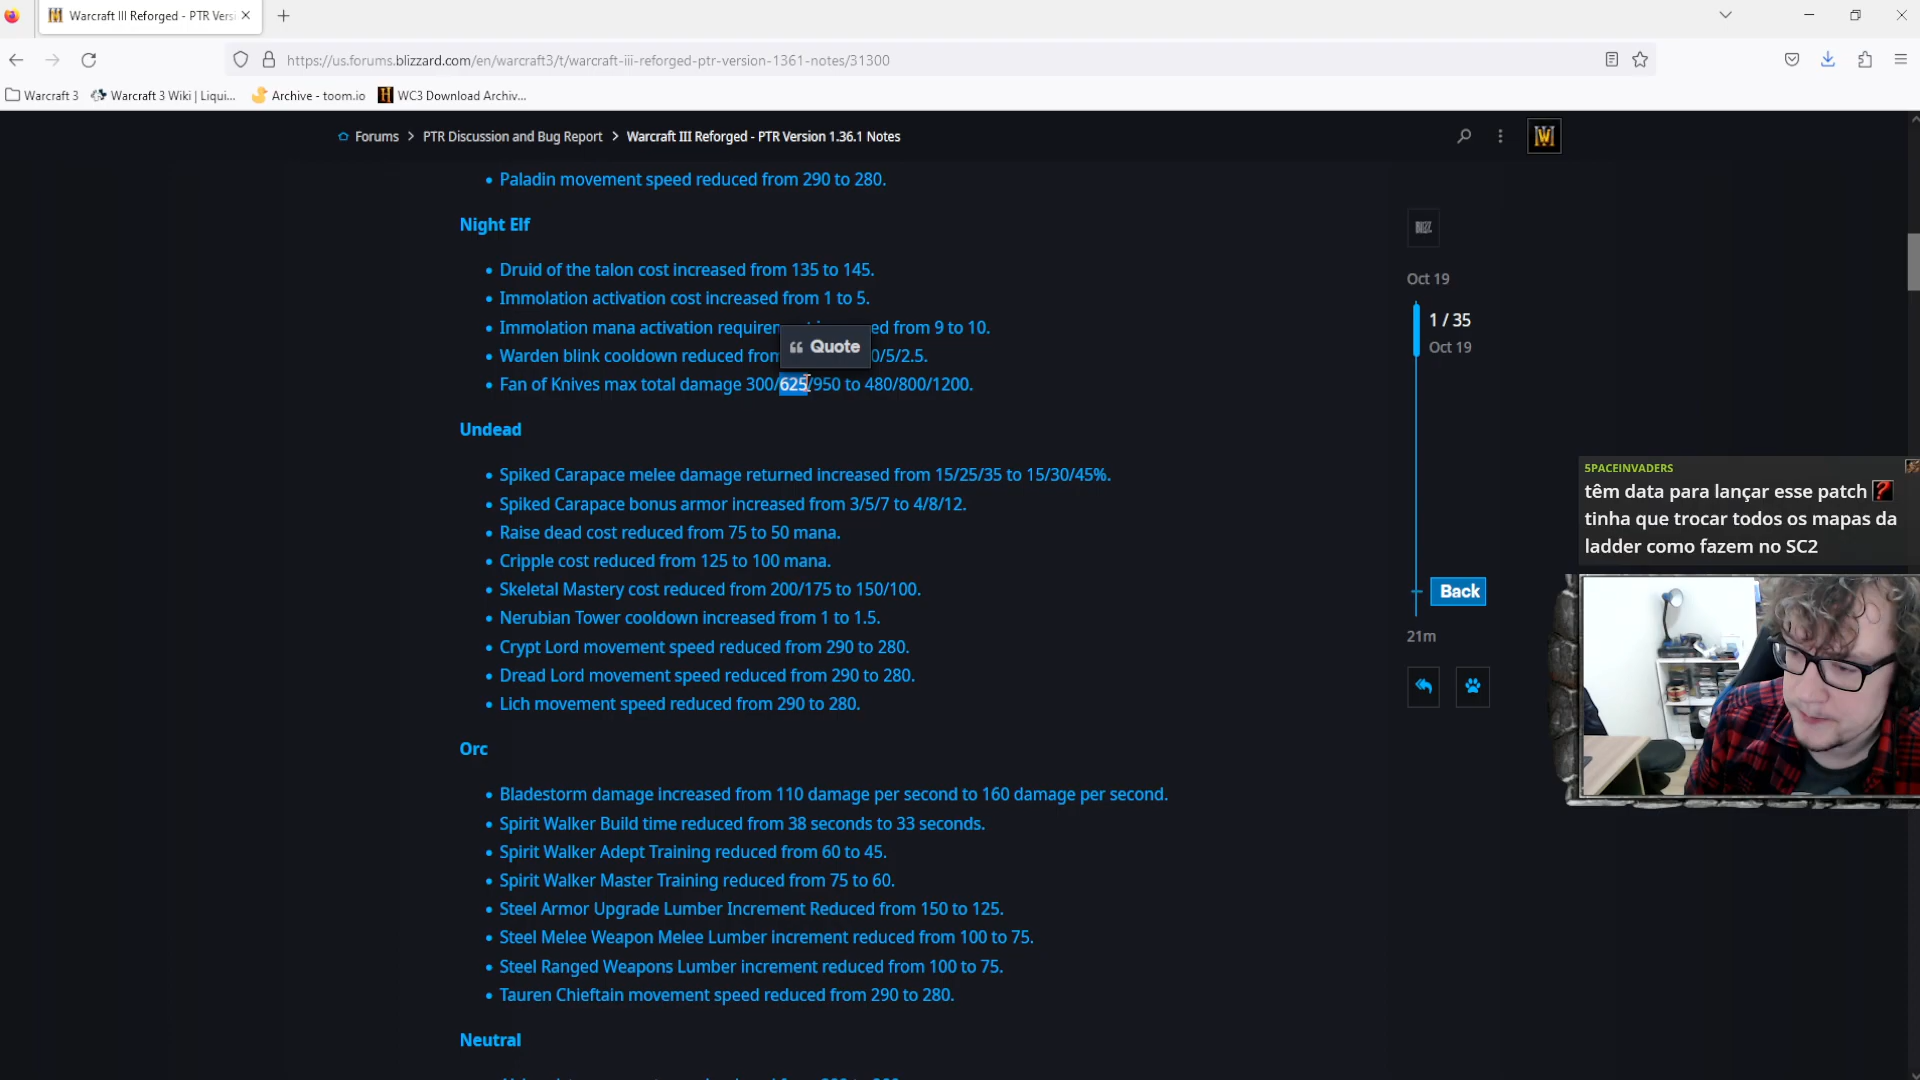 Warcraft III Reforged - PTR Versi
https://us.forums.blizzard.com/en/warcraft3/t/warcraft-iii-reforged-ptr-version-1361-notes/31300
Warcraft 3
Warcraft 3 Wiki | Liqui...
Archive - toom.io
WC3 Download Archiv...
Forums > PTR Discussion and Bug Report > Warcraft III Reforged - PTR Version 1.36.1 Notes
• Paladin movement speed reduced from 290 to 280.
Night Elf
• Druid of the talon cost increased from 135 to 145.
• Immolation activation cost increased from 1 to 5.
• Immolation mana activation requirem ed from 9 to 10.
Quote
• Warden blink cooldown reduced from 0/5/2.5.
• Fan of Knives max total damage 300/625/950 to 480/800/1200.
Undead
• Spiked Carapace melee damage returned increased from 15/25/35 to 15/30/45%.
• Spiked Carapace bonus armor increased from 3/5/7 to 4/8/12.
• Raise dead cost reduced from 75 to 50 mana.
• Cripple cost reduced from 125 to 100 mana.
• Skeletal Mastery cost reduced from 200/175 to 150/100.
• Nerubian Tower cooldown increased from 1 to 1.5.
• Crypt Lord movement speed reduced from 290 to 280.
• Dread Lord movement speed reduced from 290 to 280.
• Lich movement speed reduced from 290 to 280.
Orc
• Bladestorm damage increased from 110 damage per second to 160 damage per second.
• Spirit Walker Build time reduced from 38 seconds to 33 seconds.
• Spirit Walker Adept Training reduced from 60 to 45.
• Spirit Walker Master Training reduced from 75 to 60.
• Steel Armor Upgrade Lumber Increment Reduced from 150 to 125.
• Steel Melee Weapon Melee Lumber increment reduced from 100 to 75.
• Steel Ranged Weapons Lumber increment reduced from 100 to 75.
• Tauren Chieftain movement speed reduced from 290 to 280.
Neutral
Oct 19
1 / 35
Oct 19
Back
21m
5PACEINVADERS
têm data para lançar esse patch
tinha que trocar todos os mapas da
ladder como fazem no SC2